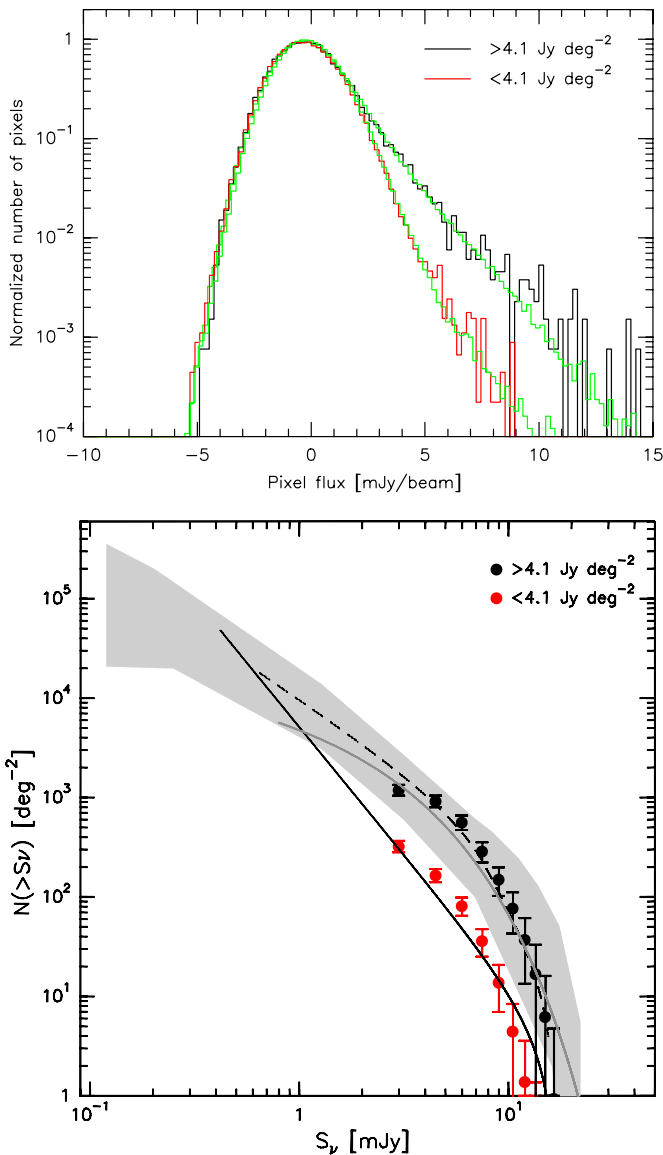 1
10⁻¹
10⁻²
10⁻³
10⁻⁴
Normalized number of pixels
>4.1 Jy deg⁻²
<4.1 Jy deg⁻²
−10 −5 0 5 10 15
Pixel flux [mJy/beam]
10⁵
10⁴
10³
10²
10¹
1
N(>Sν) [deg⁻²]
>4.1 Jy deg⁻²
<4.1 Jy deg⁻²
10⁻¹ 1 10¹
Sν [mJy]